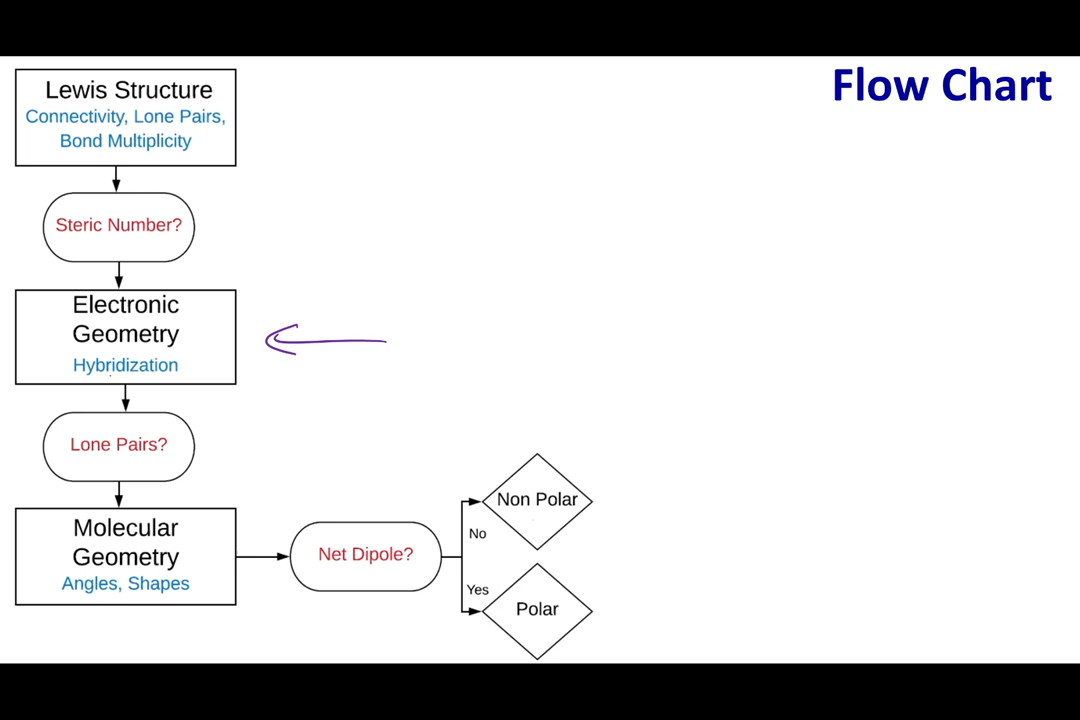 Flow Chart
Lewis Structure
Connectivity, Lone Pairs,
Bond Multiplicity
Steric Number?
Electronic
Geometry
Hybridization
Lone Pairs?
Molecular
Geometry
Angles, Shapes
Net Dipole?
No
Non Polar
Yes
Polar